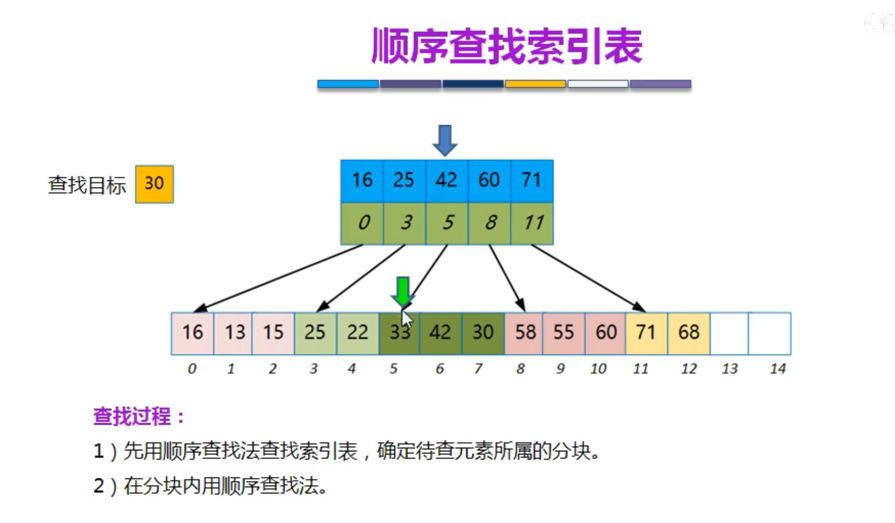 顺序查找索引表
查找目标 30
16 25 42 60 71
0 3 5 8 11
16 13 15 25 22 33 42 30 58 55 60 71 68
0 1 2 3 4 5 6 7 8 9 10 11 12 13 14
查找过程：
1）先用顺序查找法查找索引表，确定待查元素所属的分块。
2）在分块内用顺序查找法。